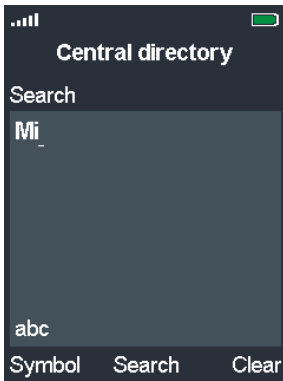 Central directory
Search
Mi_
abc
Symbol Search Clear